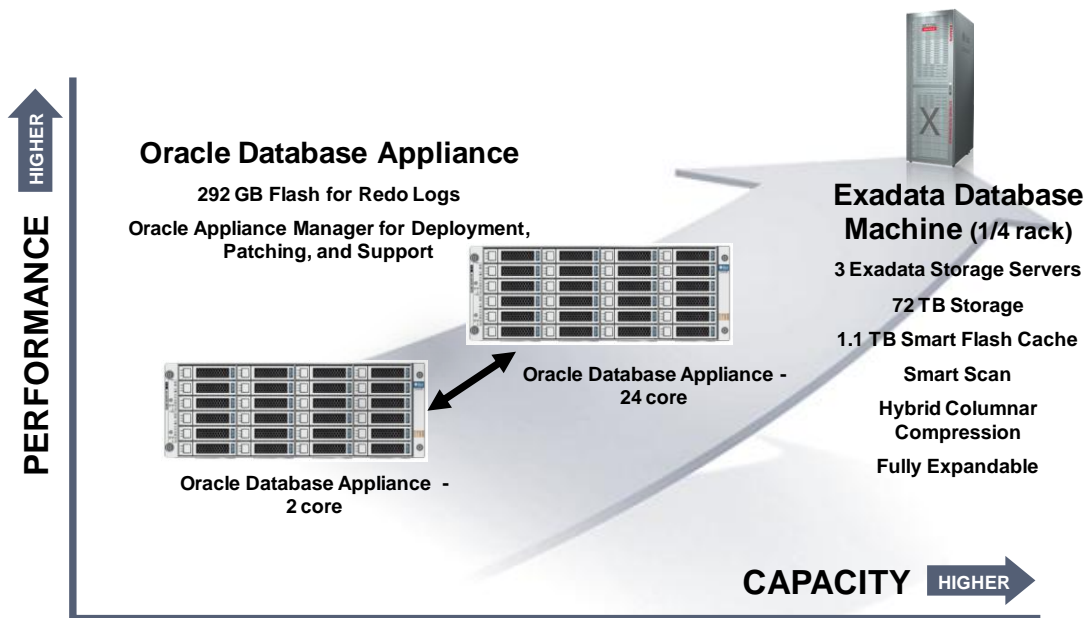 HIGHER
PERFORMANCE
Oracle Database Appliance
292 GB Flash for Redo Logs
Oracle Appliance Manager for Deployment,
Patching, and Support
Oracle Database Appliance -
24 core
Oracle Database Appliance -
2 core
X
Exadata Database
Machine (1/4 rack)
3 Exadata Storage Servers
72 TB Storage
1.1 TB Smart Flash Cache
Smart Scan
Hybrid Columnar
Compression
Fully Expandable
CAPACITY HIGHER